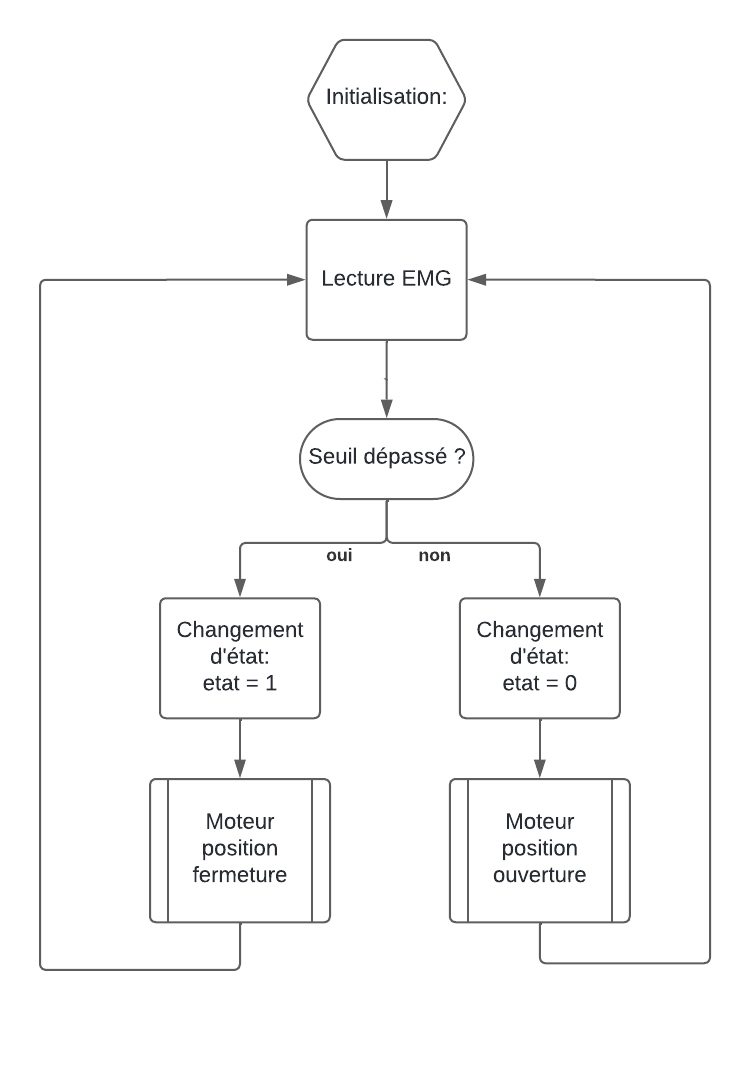 Initialisation:
Lecture EMG
Seuil dépassé ?
oui
non
Changement
d'état:
etat = 1
Changement
d'état:
etat = 0
Moteur
position
fermeture
Moteur
position
ouverture